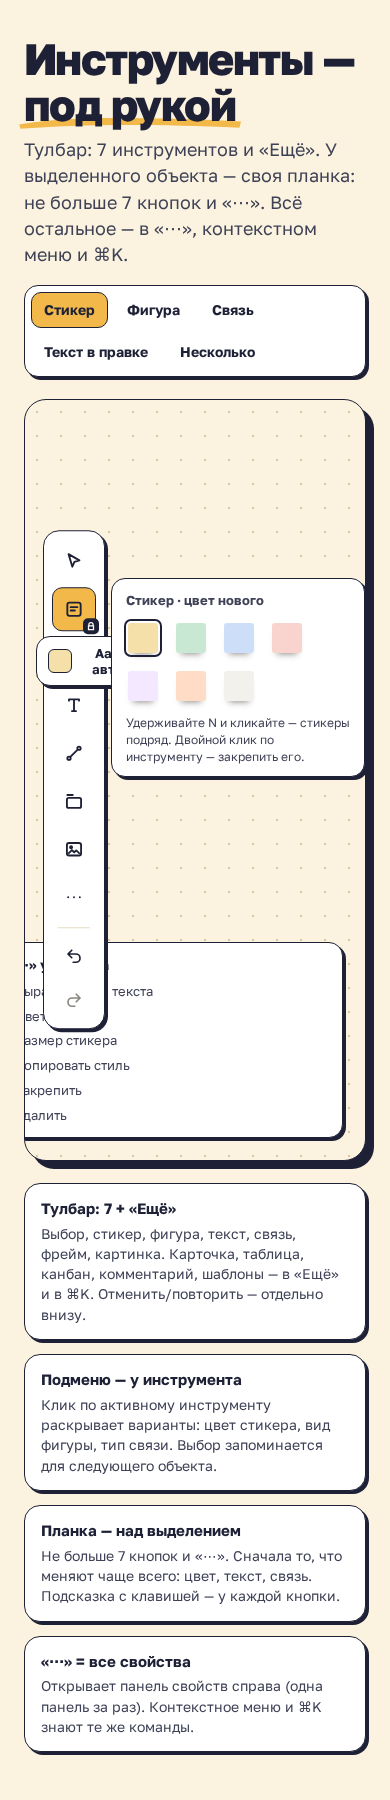 Инструменты —
под рукой
Тулбар: 7 инструментов и «Ещё». У
выделенного объекта — своя планка:
не больше 7 кнопок и «⋯». Всё
остальное — в «⋯», контекстном
меню и ⌘K.
Стикер Фигура Связь
Текст в правке Несколько
Стикер · цвет нового
Аа
Удерживайте N и кликайте — стикеры
подряд. Двойной клик по
инструменту — закрепить его.
T
текста
азмер стикера
опировать стиль
акрепить
далить
Тулбар: 7 + «Ещё»
Выбор, стикер, фигура, текст, связь,
фрейм, картинка. Карточка, таблица,
канбан, комментарий, шаблоны — в «Ещё»
и в ⌘K. Отменить/повторить — отдельно
внизу.
Подменю — у инструмента
Клик по активному инструменту
раскрывает варианты: цвет стикера, вид
фигуры, тип связи. Выбор запоминается
для следующего объекта.
Планка — над выделением
Не больше 7 кнопок и «⋯». Сначала то, что
меняют чаще всего: цвет, текст, связь.
Подсказка с клавишей — у каждой кнопки.
«⋯» = все свойства
Открывает панель свойств справа (одна
панель за раз). Контекстное меню и ⌘K
знают те же команды.